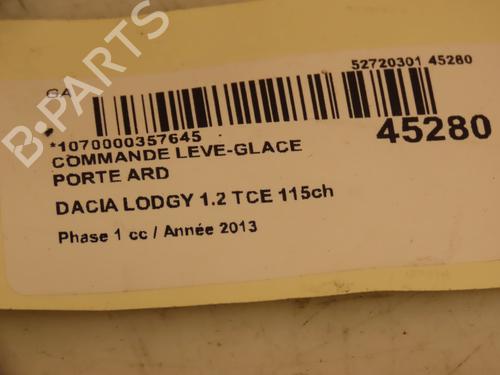 52720301 45280
GA
*1070000357645
45280
COMMANDE LEVE-GLACE
PORTE ARD
DACIA LODGY 1.2 TCE 115ch
Phase 1 cc / Année 2013
B-PARTS